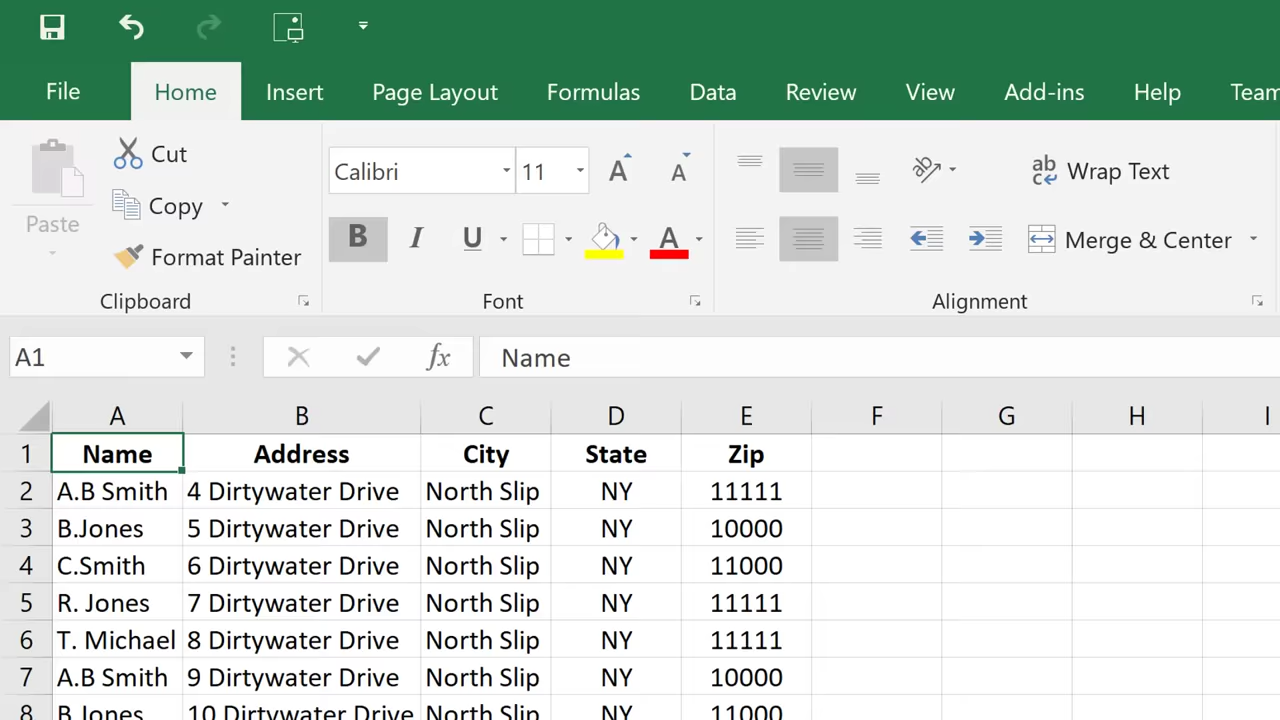 File Home Insert Page Layout Formulas Data Review View Add-ins Help Team
Cut
Copy
Paste
Format Painter
Clipboard
Calibri 11 A A
B I U A
Font
ab
c
Wrap Text
Merge & Center
Alignment
A1 fx Name
A B C D E F G H I
1 Name Address City State Zip
2 A.B Smith 4 Dirtywater Drive North Slip NY 11111
3 B.Jones 5 Dirtywater Drive North Slip NY 10000
4 C.Smith 6 Dirtywater Drive North Slip NY 11000
5 R. Jones 7 Dirtywater Drive North Slip NY 11111
6 T. Michael 8 Dirtywater Drive North Slip NY 11111
7 A.B Smith 9 Dirtywater Drive North Slip NY 10000
8 B.Jones 10 Dirtywater Drive North Slip NY 11000